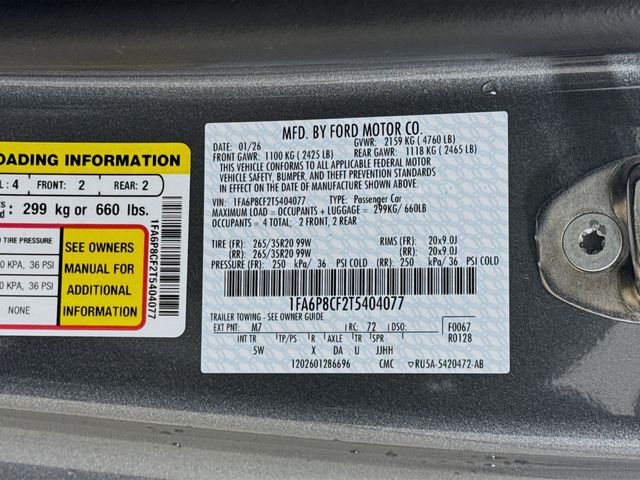 OADING INFORMATION
L : 4 FRONT: 2 REAR: 2
: 299 kg or 660 lbs.
TIRE PRESSURE
KPA, 36 PSI
KPA, 36 PSI
NONE
SEE OWNERS
MANUAL FOR
ADDITIONAL
INFORMATION
1FA6P8CF2T5404077
MFD. BY FORD MOTOR CO.
DATE: 01/26 GVWR: 2159 KG ( 4760 LB)
FRONT GAWR: 1100 KG ( 2425 LB) REAR GAWR: 1118 KG ( 2465 LB)
THIS VEHICLE CONFORMS TO ALL APPLICABLE FEDERAL MOTOR
VEHICLE SAFETY, BUMPER, AND THEFT PREVENTION STANDARDS IN
EFFECT ON THE DATE OF MANUFACTURE SHOWN ABOVE.
VIN: 1FA6P8CF2T5404077 TYPE: Passenger Car
MAXIMUM LOAD = OCCUPANTS + LUGGAGE = 299KG/ 660LB
OCCUPANTS = 4 TOTAL; 2 FRONT, 2 REAR
TIRE (FR): 265/35R20 99W RIMS (FR): 20x9.0J
(RR): 265/35R20 99W (RR): 20x9.0J
PRESSURE (FR): 250 kPa/ 36 PSI COLD (RR): 250 kPa/ 36 PSI COLD
1FA6P8CF2T5404077
TRAILER TOWING - SEE OWNER GUIDE
EXT PNT: M7 RC: 72 DSO: F0067
INT TR TP/PS R AXLE TR SPR R0128
5W X U JJHH
1202601286696 CMC RU5A-5420472-AB